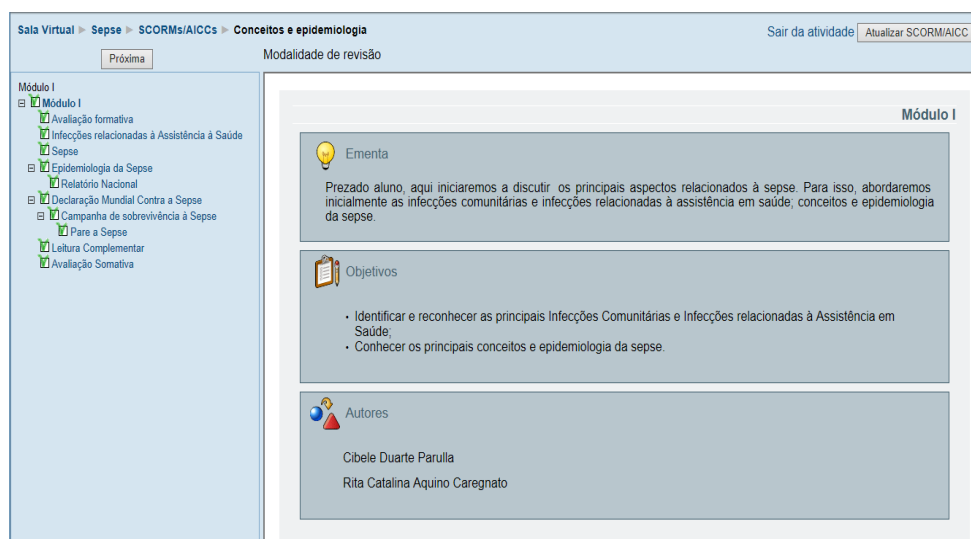 Sala Virtual ► Sepse ► SCORMs/AICCs ► Conceitos e epidemiologia
Sair da atividade
Atualizar SCORM/AICC
Próxima
Modalidade de revisão
Módulo I
Módulo I
Avaliação formativa
Infecções relacionadas à Assistência à Saúde
Sepse
Epidemiologia da Sepse
Relatório Nacional
Declaração Mundial Contra a Sepse
Campanha de sobrevivência à Sepse
Pare a Sepse
Leitura Complementar
Avaliação Somativa
Módulo I
Ementa
Prezado aluno, aqui iniciaremos a discutir os principais aspectos relacionados à sepse. Para isso, abordaremos
inicialmente as infecções comunitárias e infecções relacionadas à assistência em saúde; conceitos e epidemiologia
da sepse.
Objetivos
• Identificar e reconhecer as principais Infecções Comunitárias e Infecções relacionadas à Assistência em
Saúde;
• Conhecer os principais conceitos e epidemiologia da sepse.
Autores
Cibele Duarte Parulla
Rita Catalina Aquino Caregnato